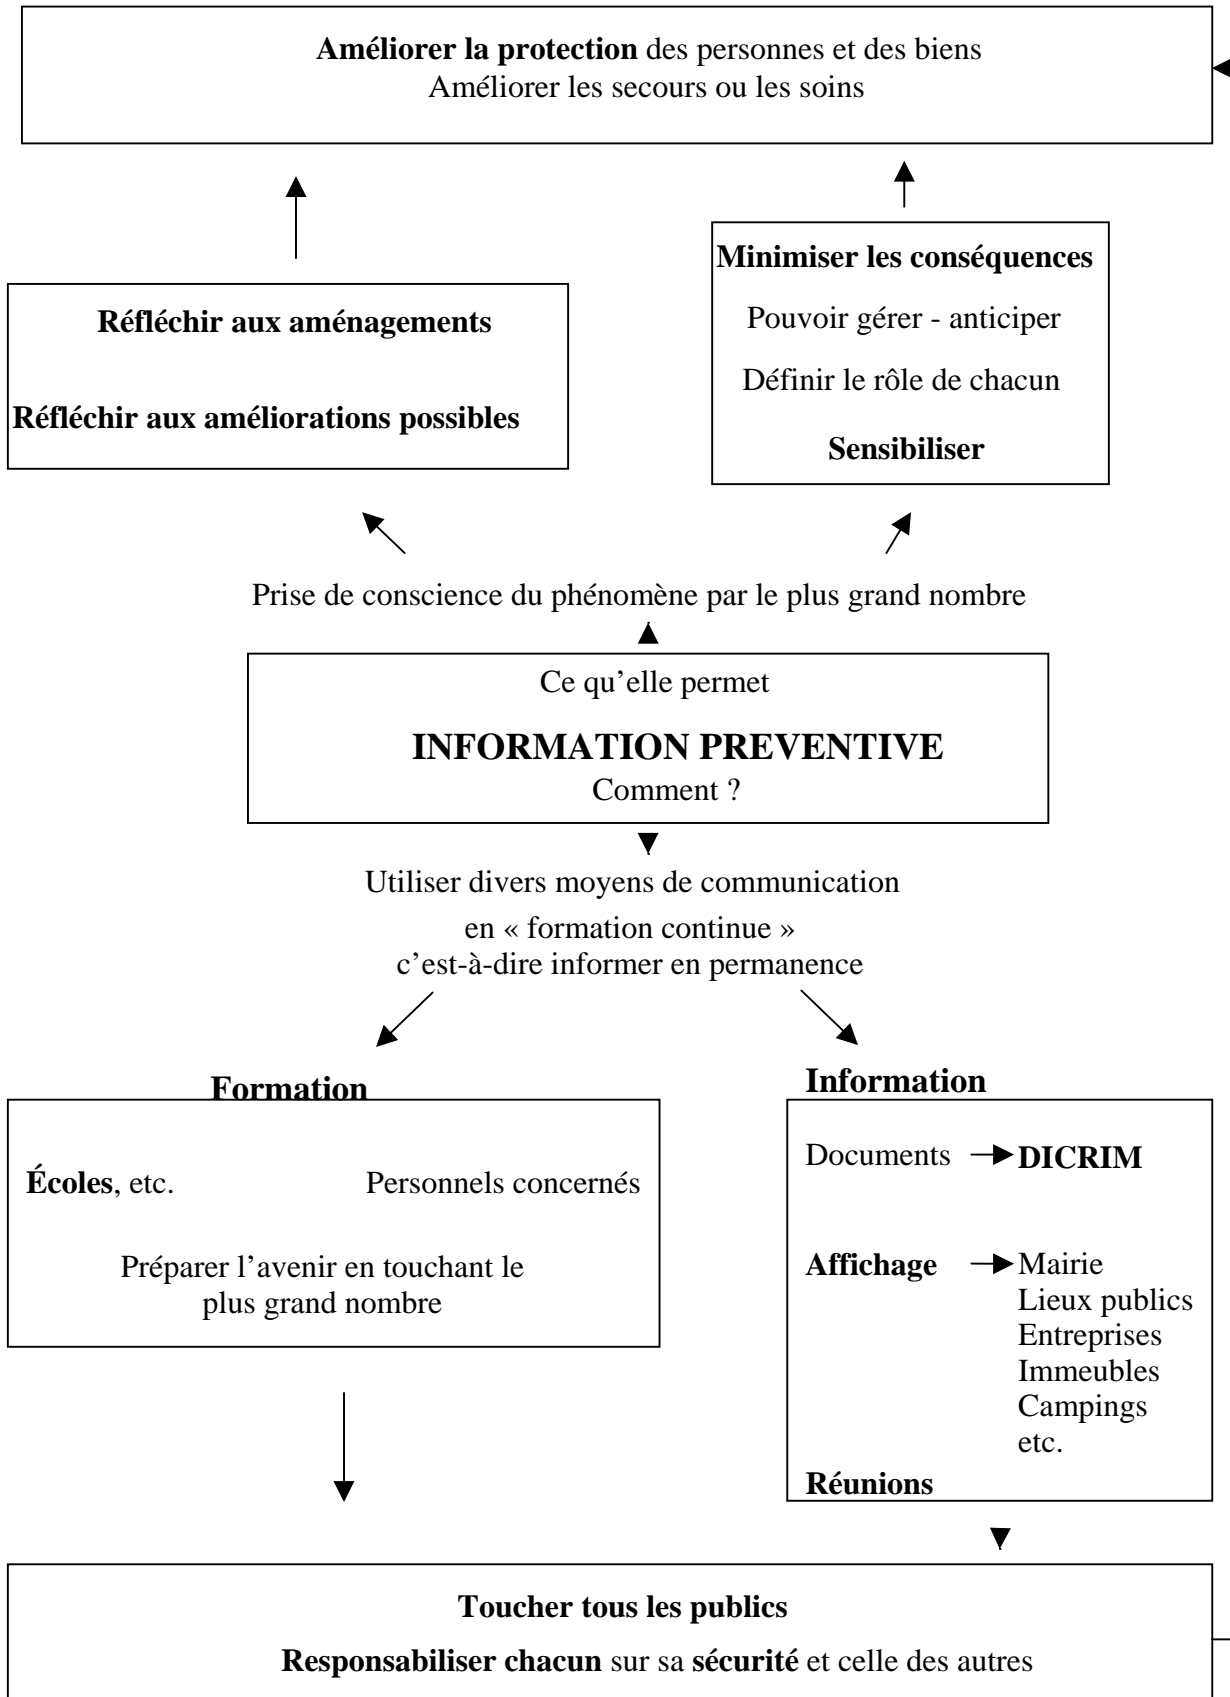 Améliorer la protection des personnes et des biens
Améliorer les secours ou les soins
Minimiser les conséquences
Pouvoir gérer - anticiper
Définir le rôle de chacun
Sensibiliser
Réfléchir aux aménagements
Réfléchir aux améliorations possibles
Prise de conscience du phénomène par le plus grand nombre
Ce qu’elle permet
INFORMATION PREVENTIVE
Comment ?
Utiliser divers moyens de communication
en « formation continue »
c’est-à-dire informer en permanence
Formation
Écoles, etc. Personnels concernés
Préparer l’avenir en touchant le
plus grand nombre
Information
Documents DICRIM
Affichage Mairie
Lieux publics
Entreprises
Immeubles
Campings
etc.
Réunions
Toucher tous les publics
Responsabiliser chacun sur sa sécurité et celle des autres